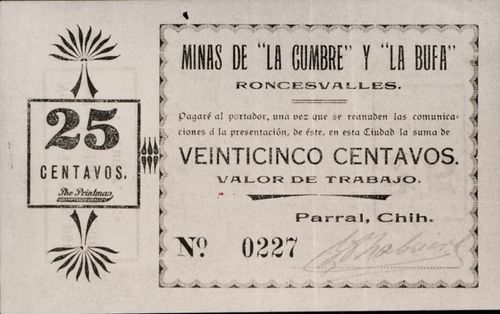 MINAS DE "LA CUMBRE" Y "LA BUFA"
RONCESVALLES.
Pagaré al portador, una vez que se reanuden las comunica-
ciones á la presentación, de éste, en esta Ciudad la suma de
VEINTICINCO CENTAVOS.
VALOR DE TRABAJO.
Parral, Chih.
Nº 0227
25
CENTAVOS.
The Printman